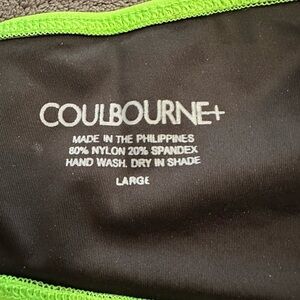 COULBOURNE+
MADE IN THE PHILIPPINES
80% NYLON 20% SPANDEX
HAND WASH. DRY IN SHADE
LARGE